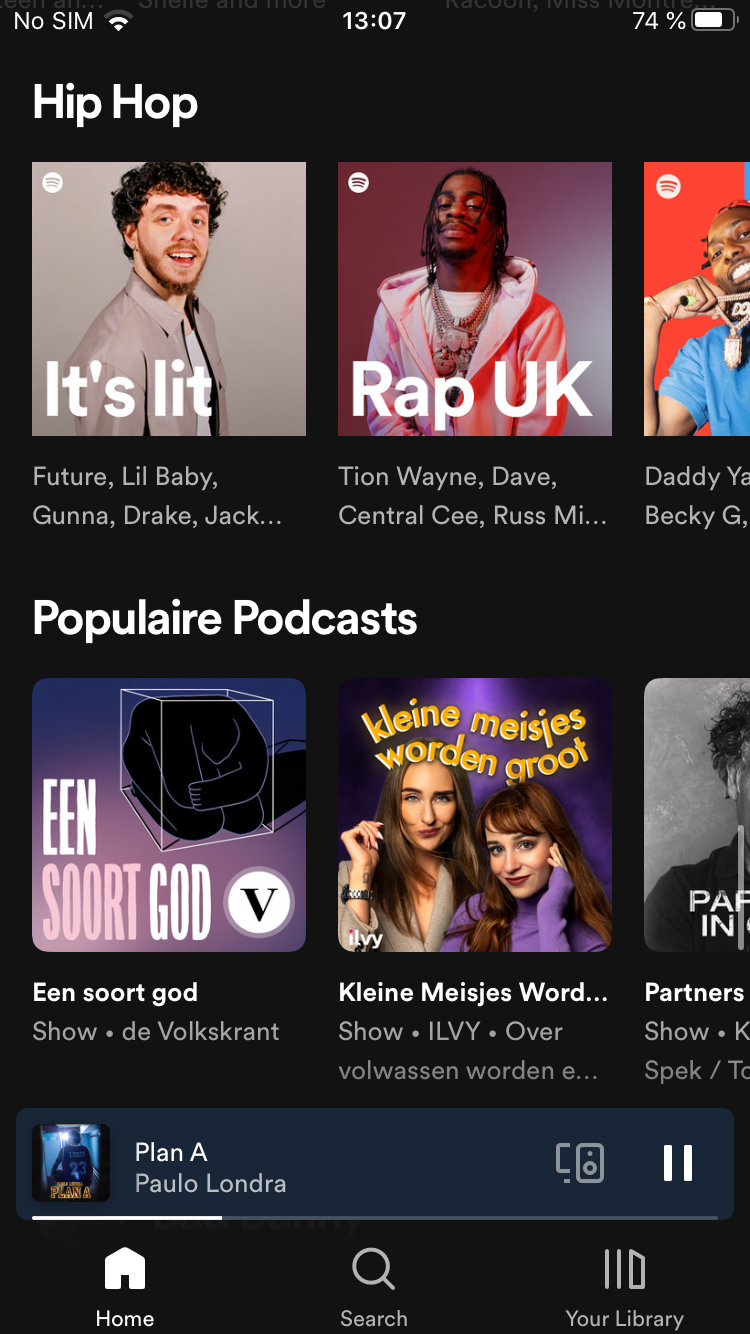 No SIM 13:07 74 %
Hip Hop
It's lit
Rap UK
Future, Lil Baby,
Gunna, Drake, Jack...
Tion Wayne, Dave,
Central Cee, Russ Mi...
Daddy Ya
Becky G,
Populaire Podcasts
EEN
SOORT GOD
V
kleine meisjes
worden groot
ilvy
PAR
IN
Een soort god
Show • de Volkskrant
Kleine Meisjes Word...
Show • ILVY • Over
volwassen worden e...
Partners
Show • K
Spek / To
23
PLAN A
Plan A
Paulo Londra
Home
Search
Your Library